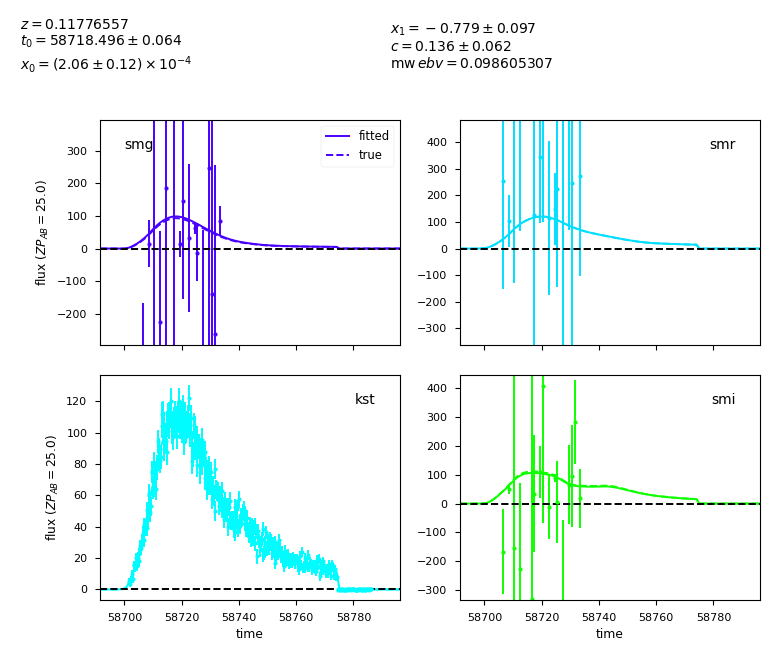 z = 0.11776557
t₀ = 58718.496 ± 0.064
x₀ = (2.06 ± 0.12) × 10⁻⁴
x₁ = −0.779 ± 0.097
c = 0.136 ± 0.062
mw ebv = 0.098605307
smg
fitted
true
300
200
100
0
−100
−200
flux (ZP_AB = 25.0)
smr
400
300
200
100
0
−100
−200
−300
kst
120
100
80
60
40
20
0
flux (ZP_AB = 25.0)
58700 58720 58740 58760 58780
time
smi
400
300
200
100
0
−100
−200
−300
58700 58720 58740 58760 58780
time